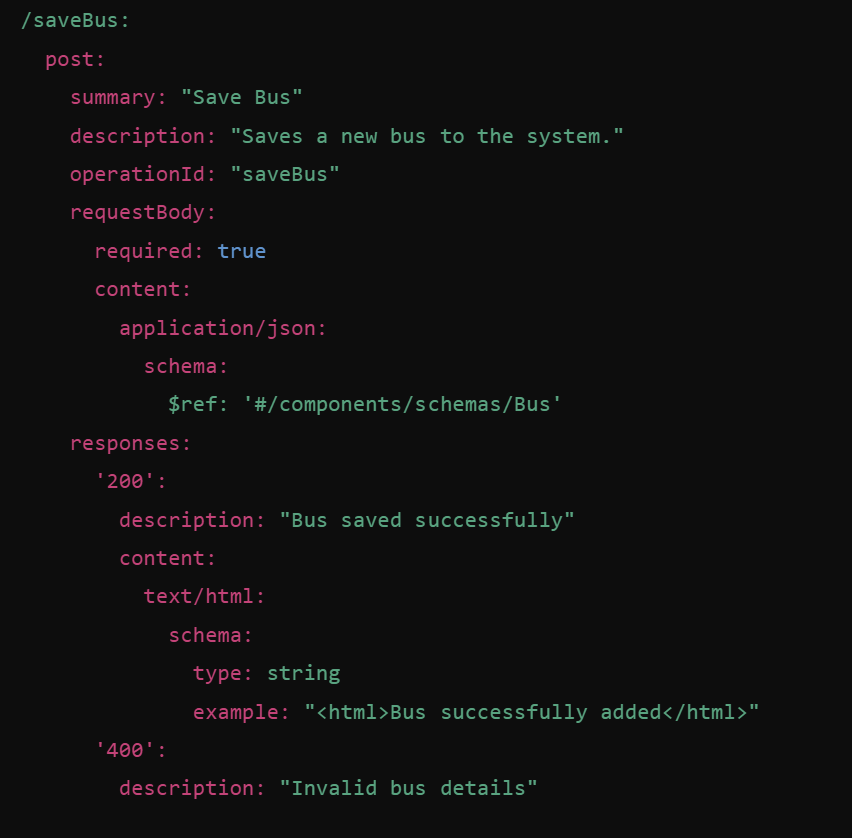 /saveBus:
  post:
    summary: "Save Bus"
    description: "Saves a new bus to the system."
    operationId: "saveBus"
    requestBody:
      required: true
      content:
        application/json:
          schema:
            $ref: '#/components/schemas/Bus'
    responses:
      '200':
        description: "Bus saved successfully"
        content:
          text/html:
            schema:
              type: string
              example: "<html>Bus successfully added</html>"
      '400':
        description: "Invalid bus details"